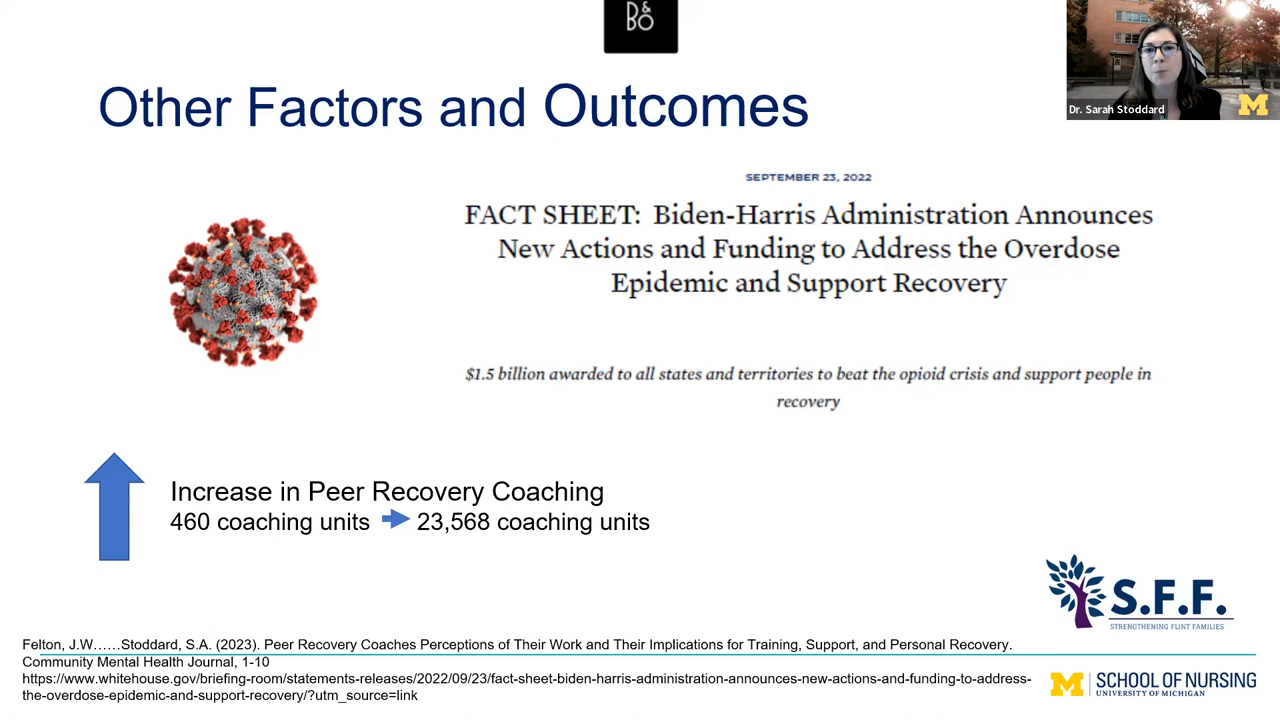 D&
BO
Other Factors and Outcomes
Dr. Sarah Stoddard
M
SEPTEMBER 23, 2022
FACT SHEET: Biden-Harris Administration Announces
New Actions and Funding to Address the Overdose
Epidemic and Support Recovery
$1.5 billion awarded to all states and territories to beat the opioid crisis and support people in
recovery
Increase in Peer Recovery Coaching
460 coaching units 23,568 coaching units
S.F.F.
STRENGTHENING FLINT FAMILIES
Felton, J.W......Stoddard, S.A. (2023). Peer Recovery Coaches Perceptions of Their Work and Their Implications for Training, Support, and Personal Recovery.
Community Mental Health Journal, 1-10
https://www.whitehouse.gov/briefing-room/statements-releases/2022/09/23/fact-sheet-biden-harris-administration-announces-new-actions-and-funding-to-address-
the-overdose-epidemic-and-support-recovery/?utm_source=link
M SCHOOL OF NURSING
UNIVERSITY OF MICHIGAN